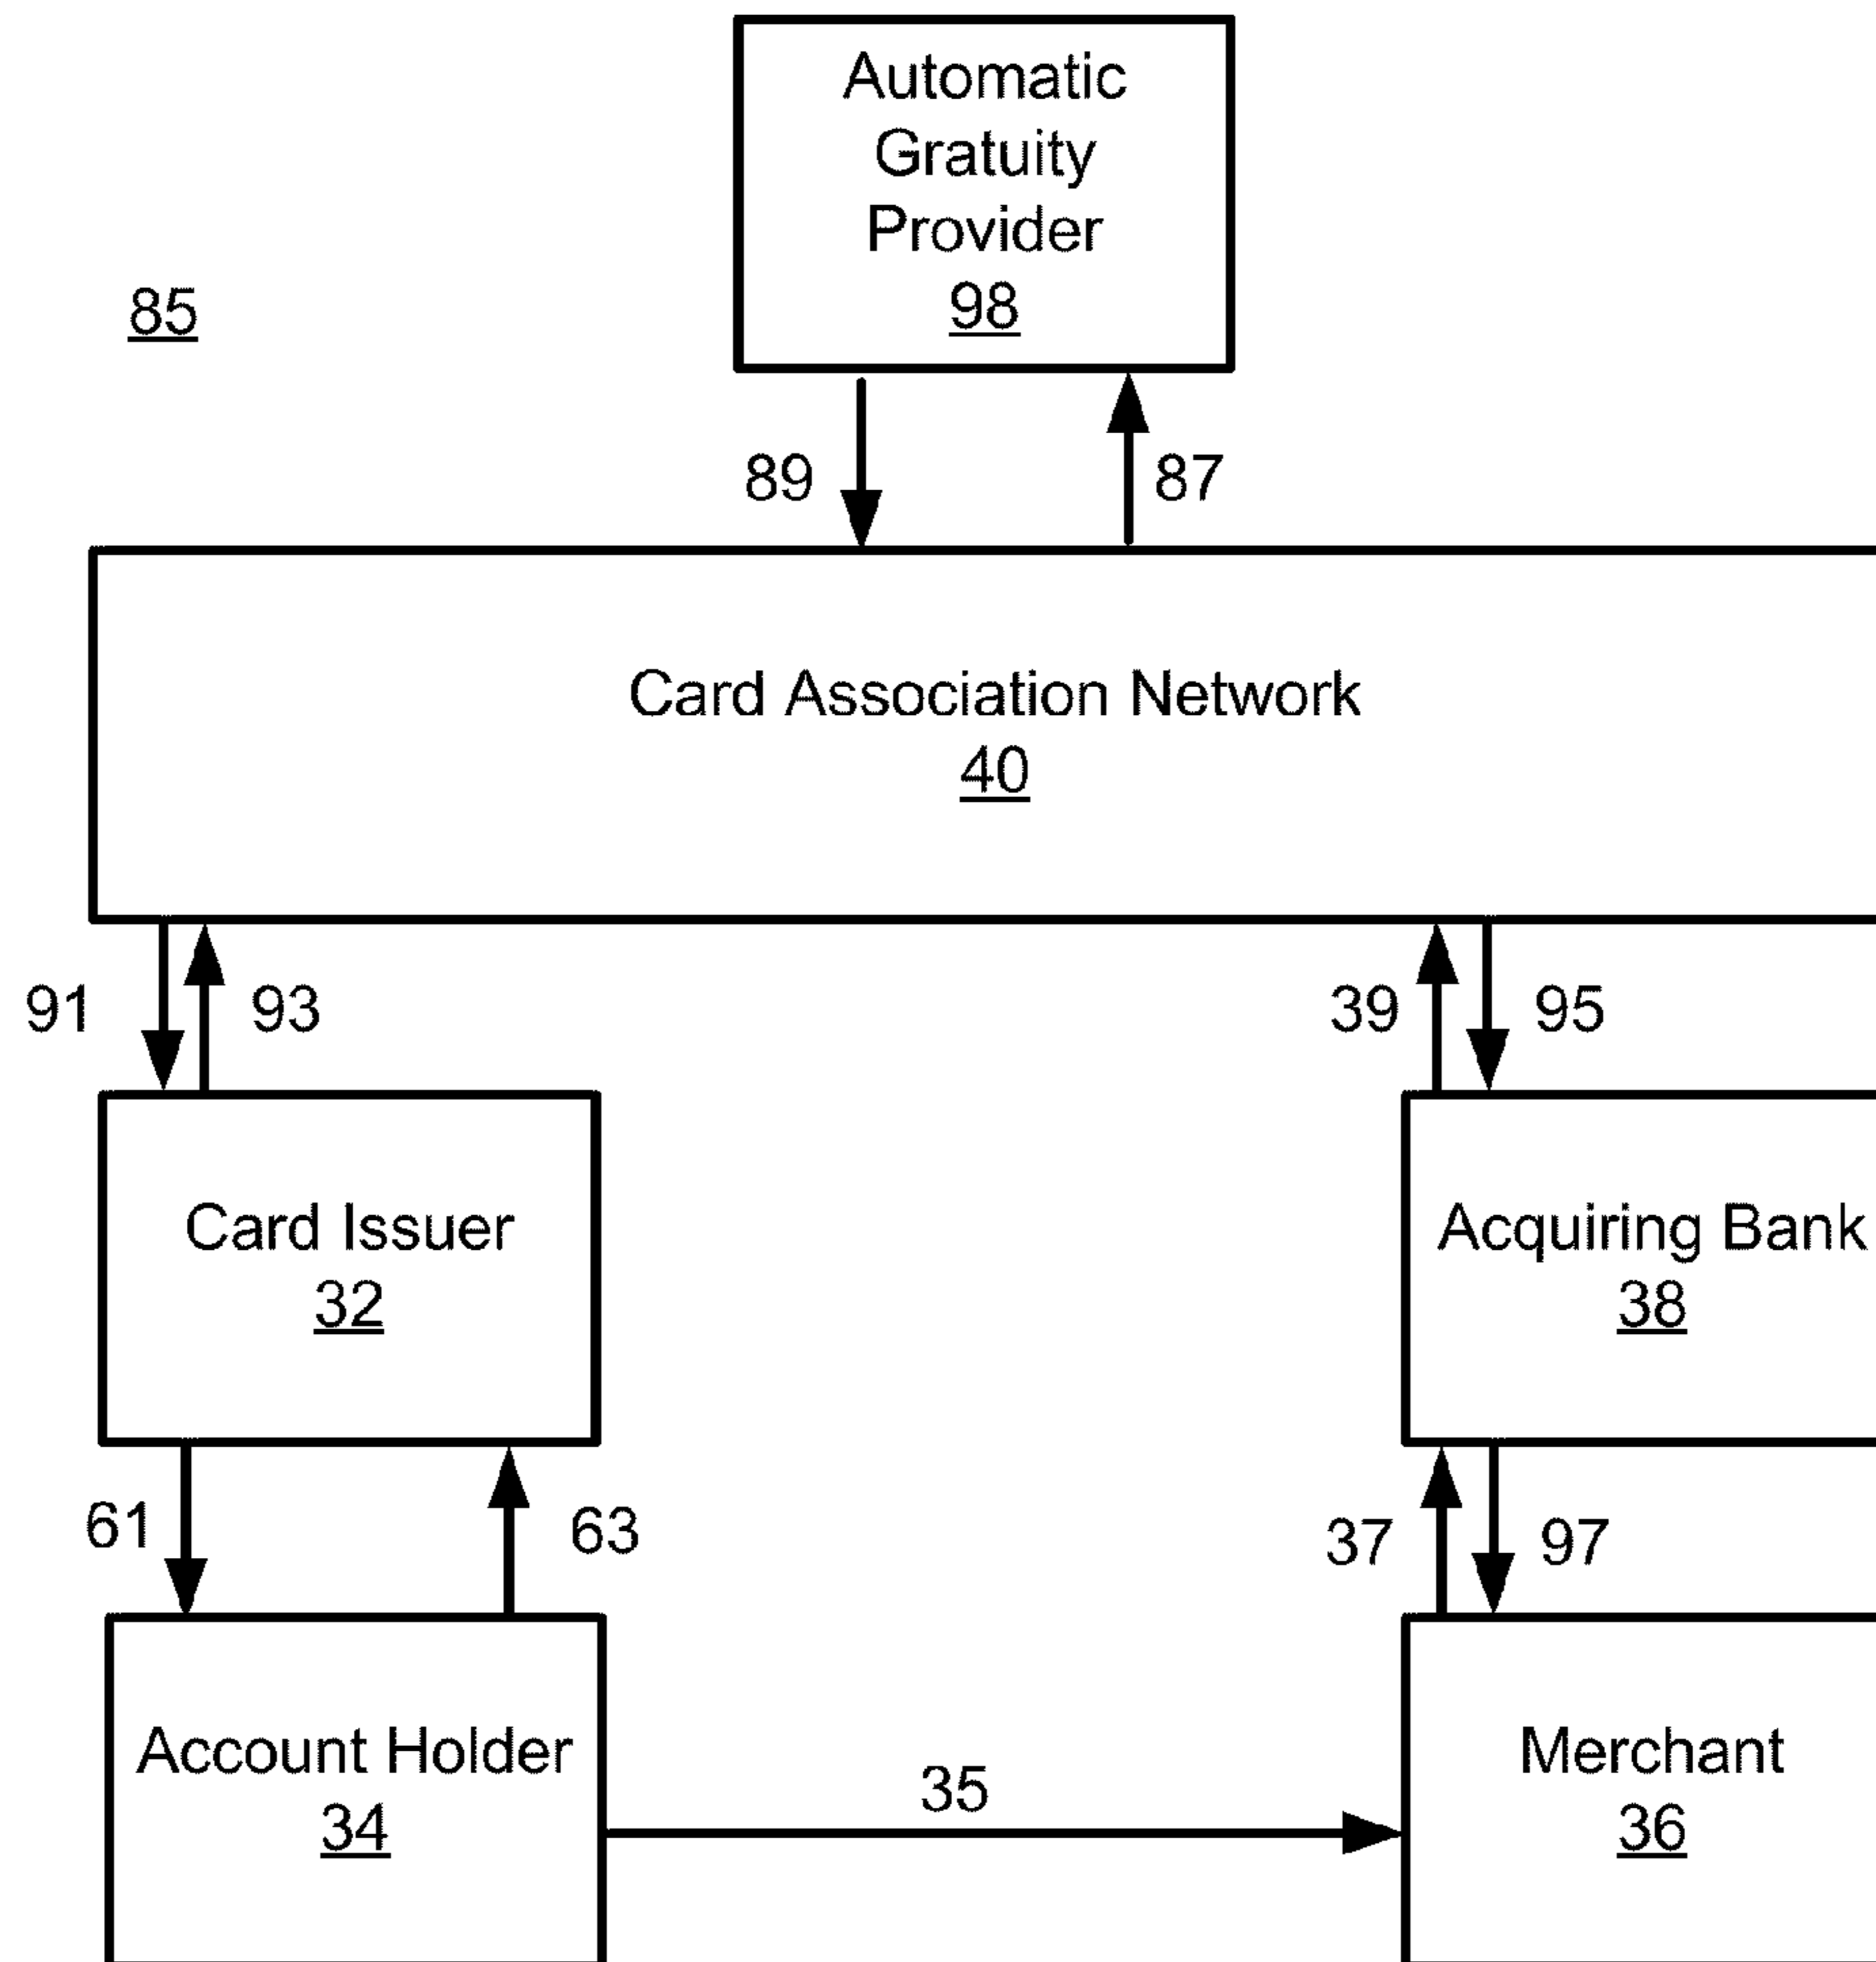 Automatic
Gratuity
Provider
98
85
89
87
Card Association Network
40
91
93
39
95
Card Issuer
32
Acquiring Bank
38
61
63
37
97
Account Holder
34
35
Merchant
36